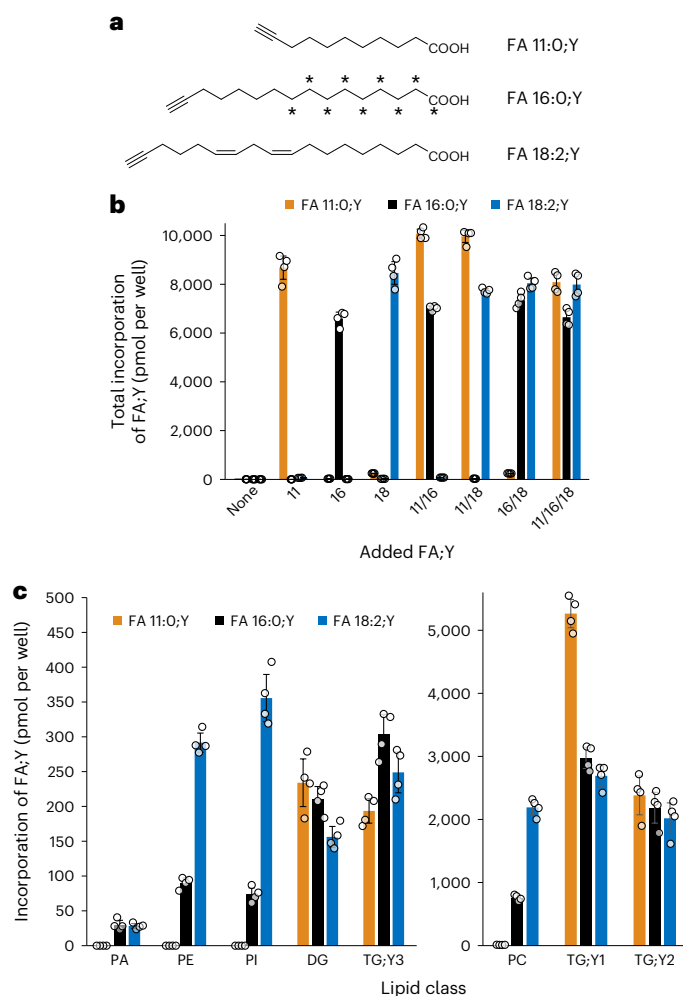 a
COOH FA 11:0;Y
* * * *
COOH FA 16:0;Y
* * * * *
COOH FA 18:2;Y
b
FA 11:0;Y FA 16:0;Y FA 18:2;Y
Total incorporation
of FA;Y (pmol per well)
10,000
8,000
6,000
4,000
2,000
0
None 11 16 18 11/16 11/18 16/18 11/16/18
Added FA;Y
c
FA 11:0;Y FA 16:0;Y FA 18:2;Y
Incorporation of FA;Y (pmol per well)
500
450
400
350
300
250
200
150
100
50
0
PA PE PI DG TG;Y3
5,000
4,000
3,000
2,000
1,000
0
PC TG;Y1 TG;Y2
Lipid class